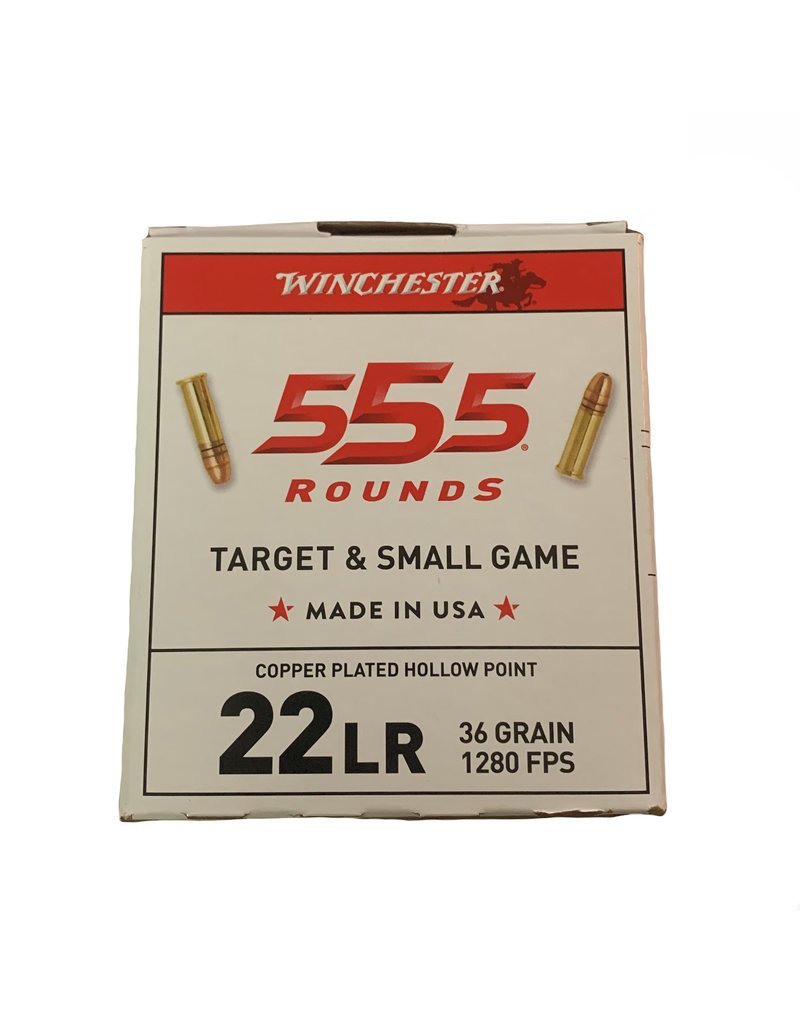 WINCHESTER
555®
ROUNDS
TARGET & SMALL GAME
MADE IN USA
COPPER PLATED HOLLOW POINT
22LR
36 GRAIN
1280 FPS